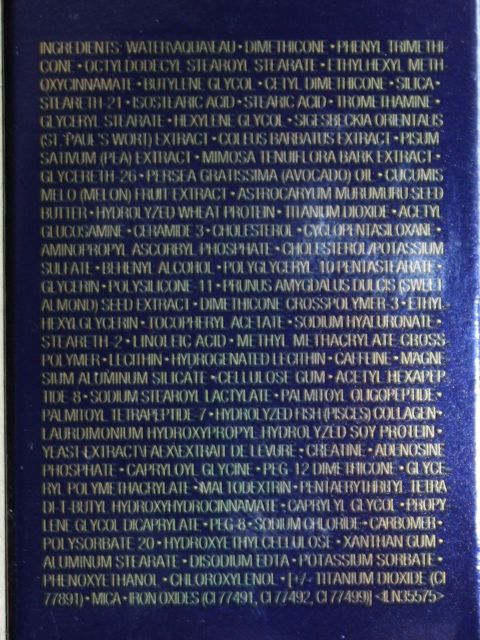 INGREDIENTS: WATER\AQUA\EAU • DIMETHICONE • PHENYL TRIMETHI
CONE • OCTYLDODECYL STEAROYL STEARATE • ETHYLHEXYL METH
OXYCINNAMATE • BUTYLENE GLYCOL • CETYL DIMETHICONE • SILICA •
STEARETH-21 • ISOSTEARIC ACID • STEARIC ACID • TROMETHAMINE •
GLYCERYL STEARATE • HEXYLENE GLYCOL • SIGESBECKIA ORIENTALIS
(ST. PAUL'S WORT) EXTRACT • COLEUS BARBATUS EXTRACT • PISUM
SATIVUM (PEA) EXTRACT • MIMOSA TENUIFLORA BARK EXTRACT •
GLYCERETH-26 • PERSEA GRATISSIMA (AVOCADO) OIL • CUCUMIS
MELO (MELON) FRUIT EXTRACT • ASTROCARYUM MURUMURU SEED
BUTTER • HYDROLYZED WHEAT PROTEIN • TITANIUM DIOXIDE • ACETYL
GLUCOSAMINE • CERAMIDE 3 • CHOLESTEROL • CYCLOPENTASILOXANE •
AMINOPROPYL ASCORBYL PHOSPHATE • CHOLESTEROL/POTASSIUM
SULFATE • BEHENYL ALCOHOL • POLYGLYCERYL-10 PENTASTEARATE •
GLYCERIN • POLYSILICONE-11 • PRUNUS AMYGDALUS DULCIS (SWEET
ALMOND) SEED EXTRACT • DIMETHICONE CROSSPOLYMER-3 • ETHYL-
HEXYLGLYCERIN • TOCOPHERYL ACETATE • SODIUM HYALURONATE •
STEARETH-2 • LINOLEIC ACID • METHYL METHACRYLATE CROSS
POLYMER • LECITHIN • HYDROGENATED LECITHIN • CAFFEINE • MAGNE
SIUM ALUMINUM SILICATE • CELLULOSE GUM • ACETYL HEXAPEP
TIDE-8 • SODIUM STEAROYL LACTYLATE • PALMITOYL OLIGOPEPTIDE •
PALMITOYL TETRAPEPTIDE-7 • HYDROLYZED FISH (PISCES) COLLAGEN •
LAURDIMONIUM HYDROXYPROPYL HYDROLYZED SOY PROTEIN •
YEAST EXTRACT\FAEX\EXTRAIT DE LEVURE • CREATINE • ADENOSINE
PHOSPHATE • CAPRYLOYL GLYCINE • PEG-12 DIMETHICONE • GLYCE
RYL POLYMETHACRYLATE • MALTODEXTRIN • PENTAERYTHRITYL TETRA
DI-T-BUTYL HYDROXYHYDROCINNAMATE • CAPRYLYL GLYCOL • PROPY
LENE GLYCOL DICAPRYLATE • PEG-8 • SODIUM CHLORIDE • CARBOMER •
POLYSORBATE 20 • HYDROXYETHYLCELLULOSE • XANTHAN GUM •
ALUMINUM STEARATE • DISODIUM EDTA • POTASSIUM SORBATE •
PHENOXYETHANOL • CHLOROXYLENOL • [+/- TITANIUM DIOXIDE (CI
77891) • MICA • IRON OXIDES (CI 77491, CI 77492, CI 77499)] <ILN35575>